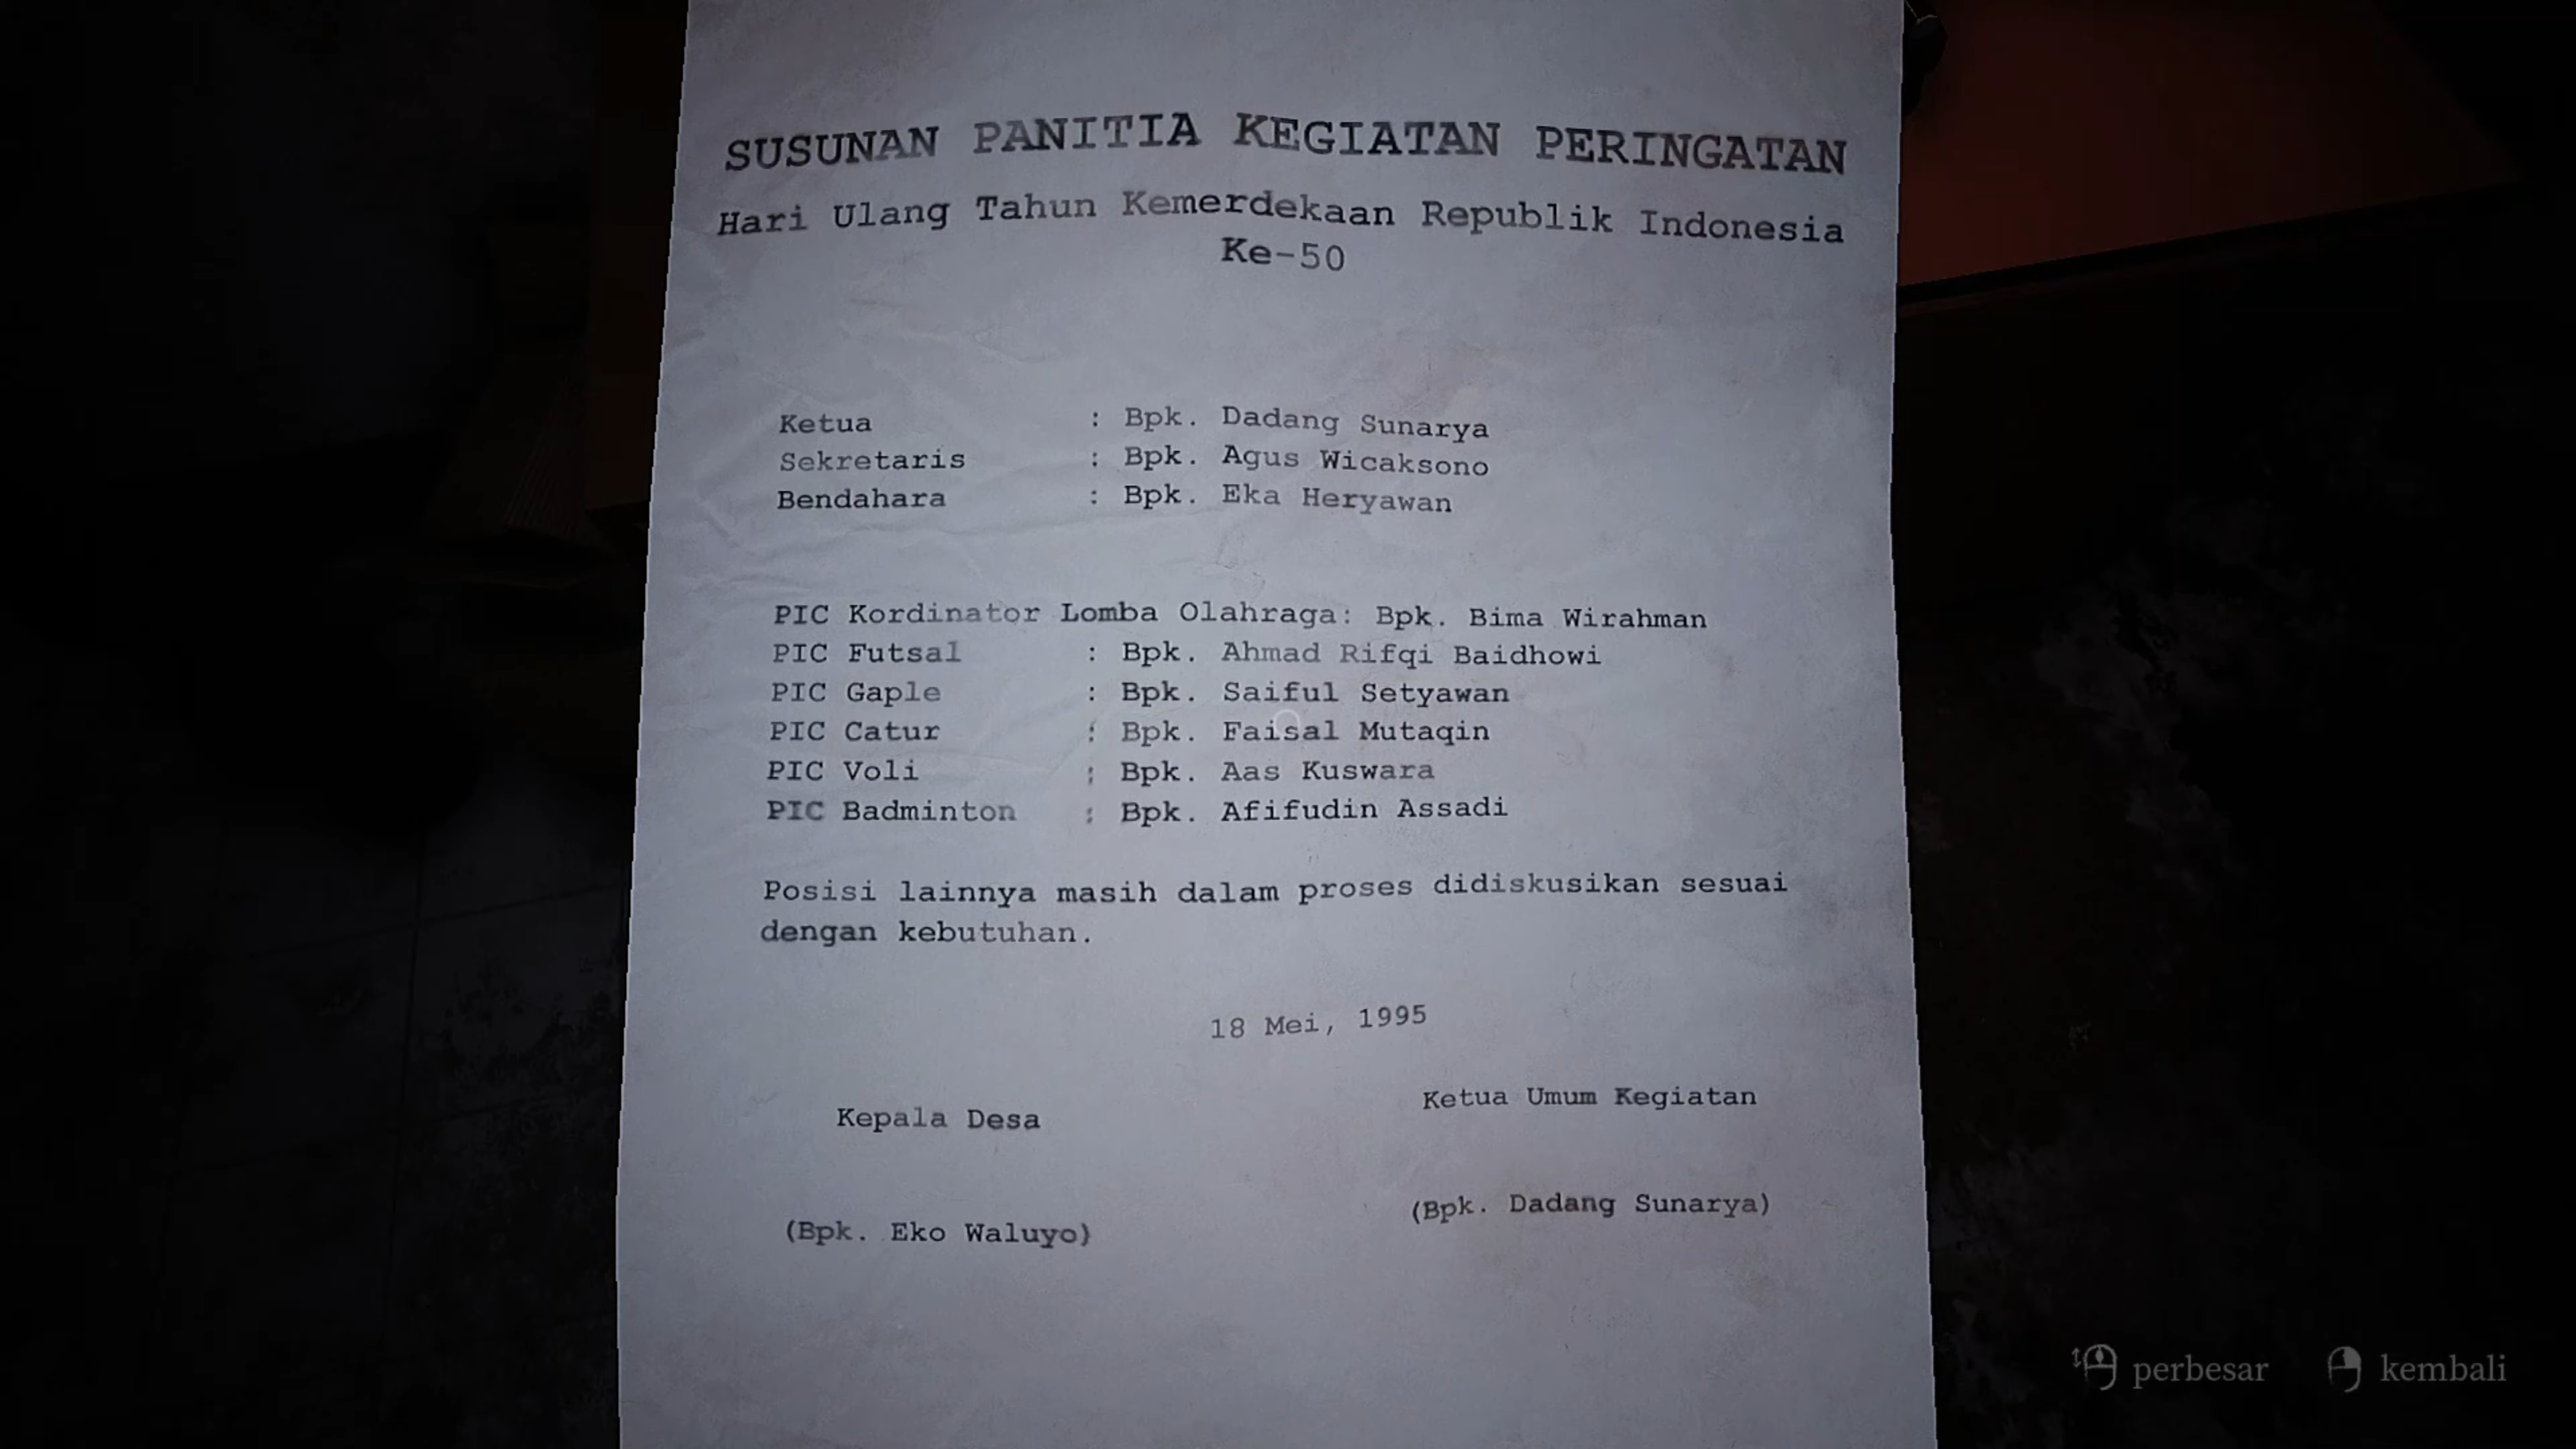 SUSUNAN PANITIA KEGIATAN PERINGATAN
Hari Ulang Tahun Kemerdekaan Republik Indonesia
Ke-50
Ketua : Bpk. Dadang Sunarya
Sekretaris : Bpk. Agus Wicaksono
Bendahara : Bpk. Eka Heryawan
PIC Kordinator Lomba Olahraga: Bpk. Bima Wirahman
PIC Futsal : Bpk. Ahmad Rifqi Baidhowi
PIC Gaple : Bpk. Saiful Setyawan
PIC Catur : Bpk. Faisal Mutaqin
PIC Voli : Bpk. Aas Kuswara
PIC Badminton : Bpk. Afifudin Assadi
Posisi lainnya masih dalam proses didiskusikan sesuai
dengan kebutuhan.
18 Mei, 1995
Kepala Desa
Ketua Umum Kegiatan
(Bpk. Eko Waluyo)
(Bpk. Dadang Sunarya)
perbesar
kembali